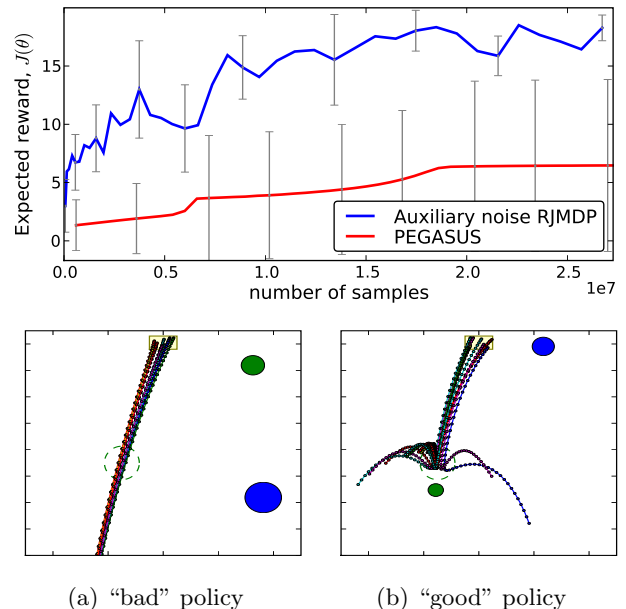 Expected reward, J(θ)
15
10
5
0
0.0 0.5 1.0 1.5 2.0 2.5
1e7
number of samples
Auxiliary noise RJMDP
PEGASUS
(a) “bad” policy
(b) “good” policy